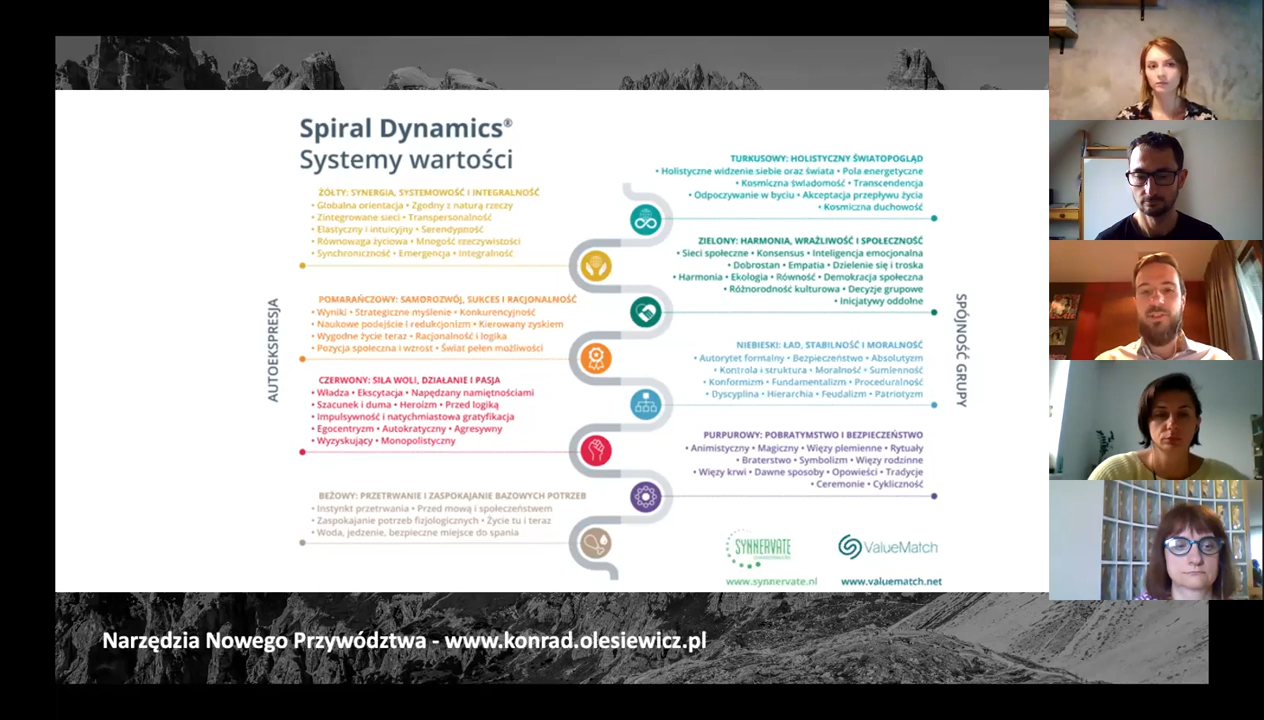 Spiral Dynamics®
Systemy wartości
ŻÓŁTY: SYNERGIA, SYSTEMOWOŚĆ I INTEGRALNOŚĆ
• Globalna orientacja • Zgodny z naturą rzeczy
• Zintegrowane sieci • Transpersonalność
• Elastyczny i intuicyjny • Serendypność
• Równowaga życiowa • Mnogość rzeczywistości
• Synchroniczność • Emergencja • Integralność
POMARAŃCZOWY: SAMOROZWÓJ, SUKCES I RACJONALNOŚĆ
• Wyniki • Strategiczne myślenie • Konkurencyjność
• Naukowe podejście i redukcjonizm • Kierowany zyskiem
• Wygodne życie teraz • Racjonalność i logika
• Pozycja społeczna i wzrost • Świat pełen możliwości
CZERWONY: SIŁA WOLI, DZIAŁANIE I PASJA
• Władza • Ekscytacja • Napędzany namiętnościami
• Szacunek i duma • Heroizm • Przed logiką
• Impulsywność i natychmiastowa gratyfikacja
• Egocentryzm • Autokratyczny • Agresywny
• Wyzyskujący • Monopolistyczny
BEŻOWY: PRZETRWANIE I ZASPOKAJANIE BAZOWYCH POTRZEB
• Instynkt przetrwania • Przed mową i społeczeństwem
• Zaspokajanie potrzeb fizjologicznych • Życie tu i teraz
• Woda, jedzenie, bezpieczne miejsce do spania
AUTOEKSPRESJA
TURKUSOWY: HOLISTYCZNY ŚWIATOPOGLĄD
• Holistyczne widzenie siebie oraz świata • Pola energetyczne
• Kosmiczna świadomość • Transcendencja
• Odpoczywanie w byciu • Akceptacja przepływu życia
• Kosmiczna duchowość
ZIELONY: HARMONIA, WRAŻLIWOŚĆ I SPOŁECZNOŚĆ
• Sieci społeczne • Konsensus • Inteligencja emocjonalna
• Dobrostan • Empatia • Dzielenie się i troska
• Harmonia • Ekologia • Równość • Demokracja społeczna
• Różnorodność kulturowa • Decyzje grupowe
• Inicjatywy oddolne
NIEBIESKI: ŁAD, STABILNOŚĆ I MORALNOŚĆ
• Autorytet formalny • Bezpieczeństwo • Absolutyzm
• Kontrola i struktura • Moralność • Sumienność
• Konformizm • Fundamentalizm • Proceduralność
• Dyscyplina • Hierarchia • Feudalizm • Patriotyzm
PURPUROWY: POBRATYMSTWO I BEZPIECZEŃSTWO
• Animistyczny • Magiczny • Więzy plemienne • Rytuały
• Braterstwo • Symbolizm • Więzy rodzinne
• Więzy krwi • Dawne sposoby • Opowieści • Tradycje
• Ceremonie • Cykliczność
SPÓJNOŚĆ GRUPY
SYNNERVATE
ValueMatch
www.synnervate.nl
www.valuematch.net
Narzędzia Nowego Przywództwa - www.konrad.olesiewicz.pl